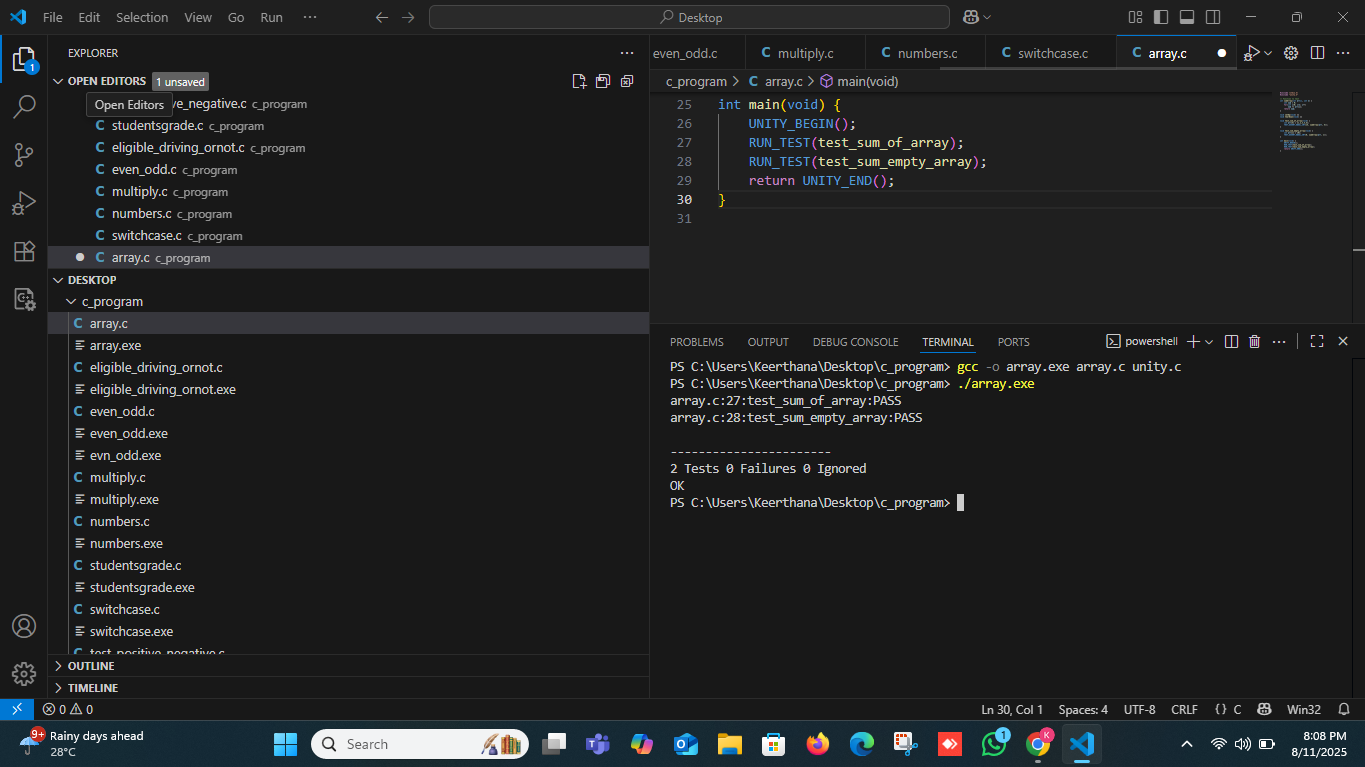 File Edit Selection View Go Run ···
Desktop
EXPLORER
OPEN EDITORS 1 unsaved
Open Editors
ve_negative.c c_program
C studentsgrade.c c_program
C eligible_driving_ornot.c c_program
C even_odd.c c_program
C multiply.c c_program
C numbers.c c_program
C switchcase.c c_program
C array.c c_program
DESKTOP
c_program
C array.c
array.exe
C eligible_driving_ornot.c
eligible_driving_ornot.exe
C even_odd.c
even_odd.exe
evn_odd.exe
C multiply.c
multiply.exe
C numbers.c
numbers.exe
C studentsgrade.c
studentsgrade.exe
C switchcase.c
switchcase.exe
C test_positive_negative.c
OUTLINE
TIMELINE
even_odd.c C multiply.c C numbers.c C switchcase.c C array.c
c_program > C array.c > main(void)
25 int main(void) {
26 UNITY_BEGIN();
27 RUN_TEST(test_sum_of_array);
28 RUN_TEST(test_sum_empty_array);
29 return UNITY_END();
30 }
31
PROBLEMS OUTPUT DEBUG CONSOLE TERMINAL PORTS powershell
PS C:\Users\Keerthana\Desktop\c_program> gcc -o array.exe array.c unity.c
PS C:\Users\Keerthana\Desktop\c_program> ./array.exe
array.c:27:test_sum_of_array:PASS
array.c:28:test_sum_empty_array:PASS
-----------------------
2 Tests 0 Failures 0 Ignored
OK
PS C:\Users\Keerthana\Desktop\c_program>
1
0 0
Ln 30, Col 1 Spaces: 4 UTF-8 CRLF {} C Win32
9+ Rainy days ahead
28°C
Search
1
K
8:08 PM
8/11/2025